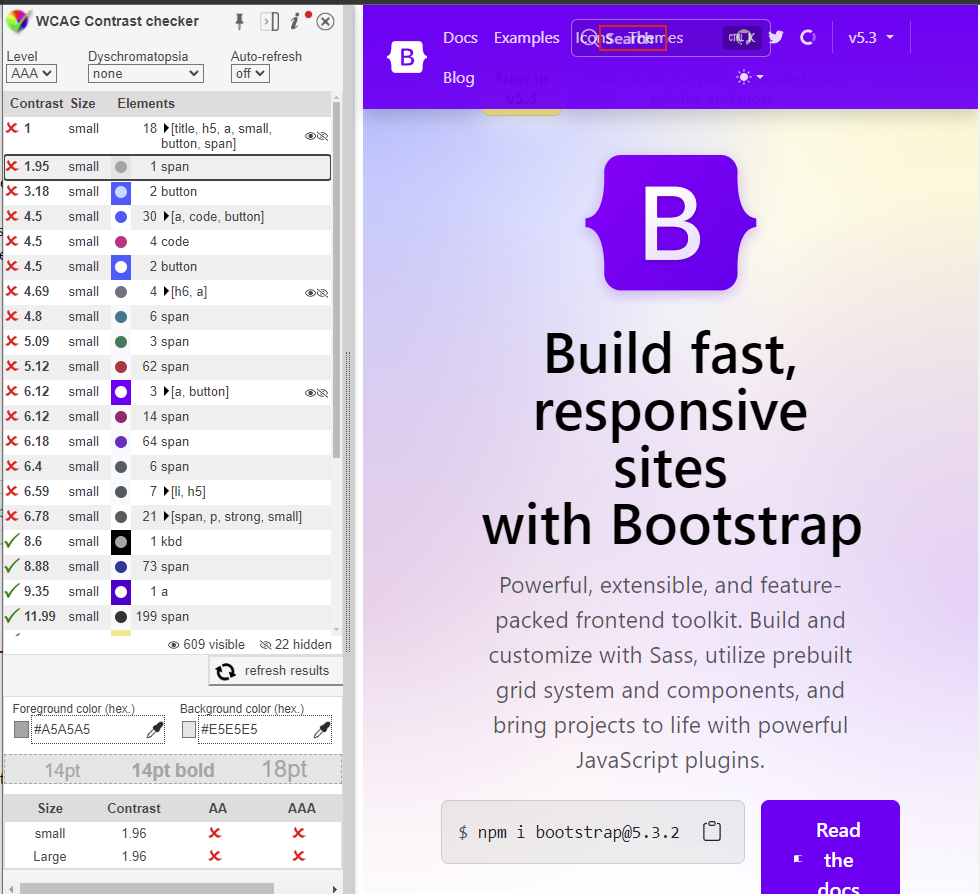 WCAG Contrast checker
Level
Dyschromatopsia
Auto-refresh
AAA
none
off
Contrast Size Elements
1 small 18 [title, h5, a, small,
button, span]
1.95 small 1 span
3.18 small 2 button
4.5 small 30 [a, code, button]
4.5 small 4 code
4.5 small 2 button
4.69 small 4 [h6, a]
4.8 small 6 span
5.09 small 3 span
5.12 small 62 span
6.12 small 3 [a, button]
6.12 small 14 span
6.18 small 64 span
6.4 small 6 span
6.59 small 7 [li, h5]
6.78 small 21 [span, p, strong, small]
8.6 small 1 kbd
8.88 small 73 span
9.35 small 1 a
11.99 small 199 span
609 visible 22 hidden
refresh results
Foreground color (hex.) Background color (hex.)
#A5A5A5 #E5E5E5
14pt 14pt bold 18pt
Size Contrast AA AAA
small 1.96
Large 1.96
Docs Examples Icons Themes
Search
CTRL K
v5.3
Blog
New in
v5.3
Color mode support, expanded color
palette, and more!
B
B
Build fast,
responsive
sites
with Bootstrap
Powerful, extensible, and feature-
packed frontend toolkit. Build and
customize with Sass, utilize prebuilt
grid system and components, and
bring projects to life with powerful
JavaScript plugins.
$ npm i bootstrap@5.3.2
Read
the
docs